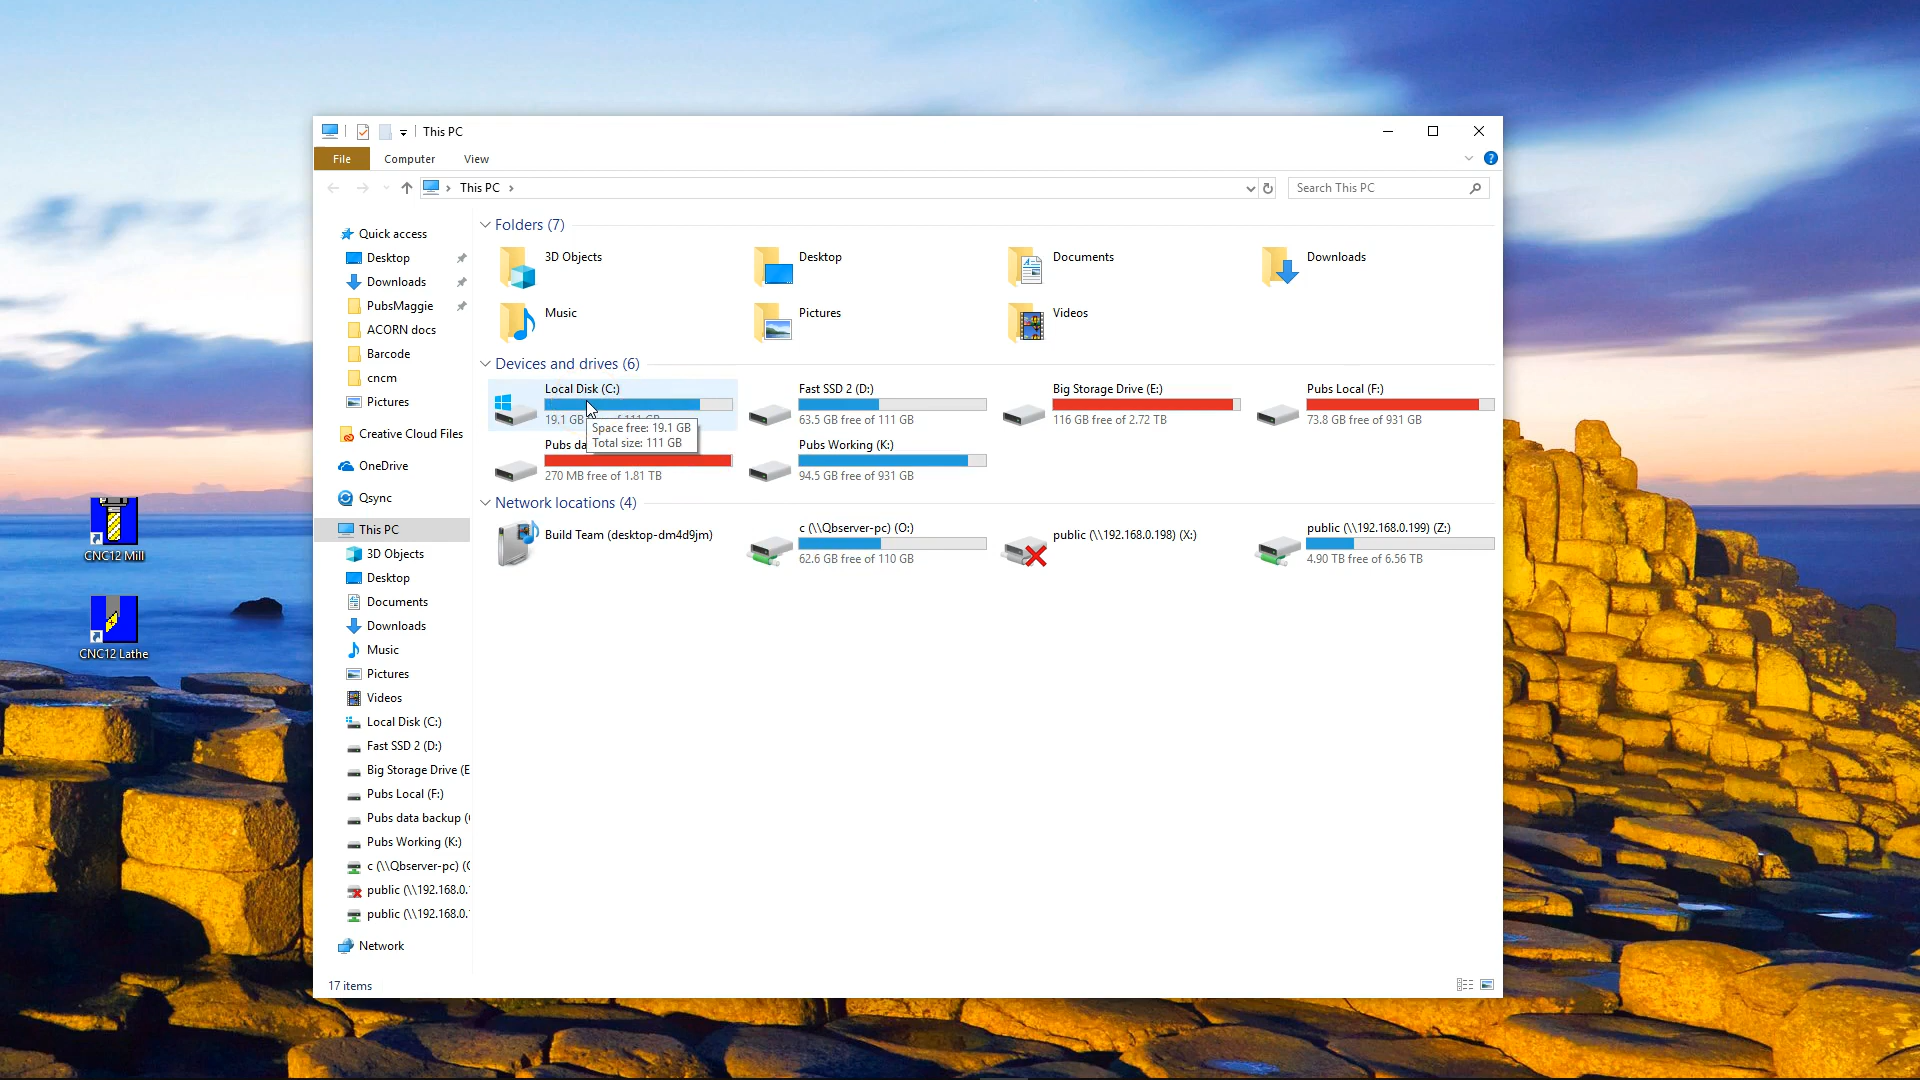 This PC
File
Computer
View
This PC
Search This PC
Quick access
Desktop
Downloads
PubsMaggie
ACORN docs
Barcode
cncm
Pictures
Creative Cloud Files
OneDrive
Qsync
This PC
3D Objects
Desktop
Documents
Downloads
Music
Pictures
Videos
Local Disk (C:)
Fast SSD 2 (D:)
Big Storage Drive (E
Pubs Local (F:)
Pubs data backup (
Pubs Working (K:)
c (\\Qbserver-pc) (
public (\\192.168.0.
public (\\192.168.0.
Network
Folders (7)
3D Objects
Desktop
Documents
Downloads
Music
Pictures
Videos
Devices and drives (6)
Local Disk (C:)
19.1 GB
Space free: 19.1 GB
Total size: 111 GB
Fast SSD 2 (D:)
63.5 GB free of 111 GB
Big Storage Drive (E:)
116 GB free of 2.72 TB
Pubs Local (F:)
73.8 GB free of 931 GB
Pubs da
270 MB free of 1.81 TB
Pubs Working (K:)
94.5 GB free of 931 GB
Network locations (4)
Build Team (desktop-dm4d9jm)
c (\\Qbserver-pc) (O:)
62.6 GB free of 110 GB
public (\\192.168.0.198) (X:)
public (\\192.168.0.199) (Z:)
4.90 TB free of 6.56 TB
17 items
CNC12 Mill
CNC12 Lathe